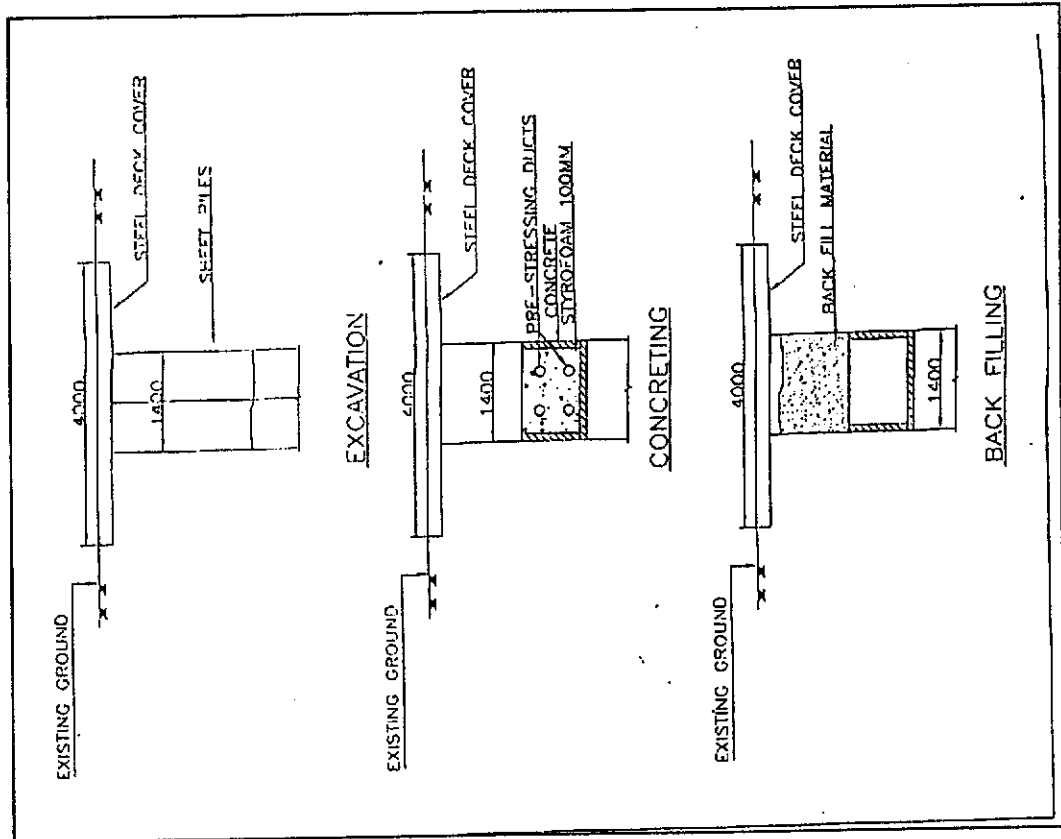 EXISTING GROUND
4000
1400
STEEL DECK COVER
SHEET PILES
EXCAVATION
EXISTING GROUND
4000
1400
STEEL DECK COVER
PRE-STRESSING DUCTS
CONCRETE
STYROFOAM 100MM
CONCRETING
EXISTING GROUND
4000
STEEL DECK COVER
BACK FILL MATERIAL
1400
BACK FILLING